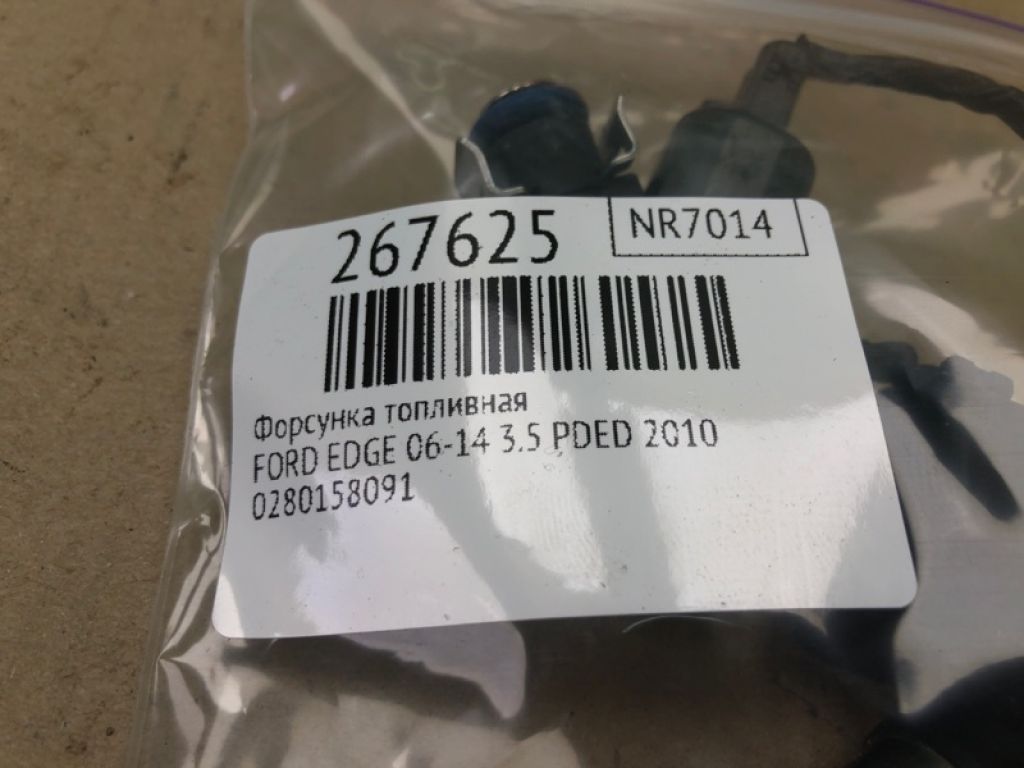 267625
NR7014
Форсунка топливная
FORD EDGE 06-14 3.5 PDED 2010
0280158091